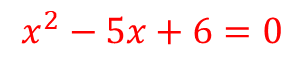 x² − 5x + 6 = 0